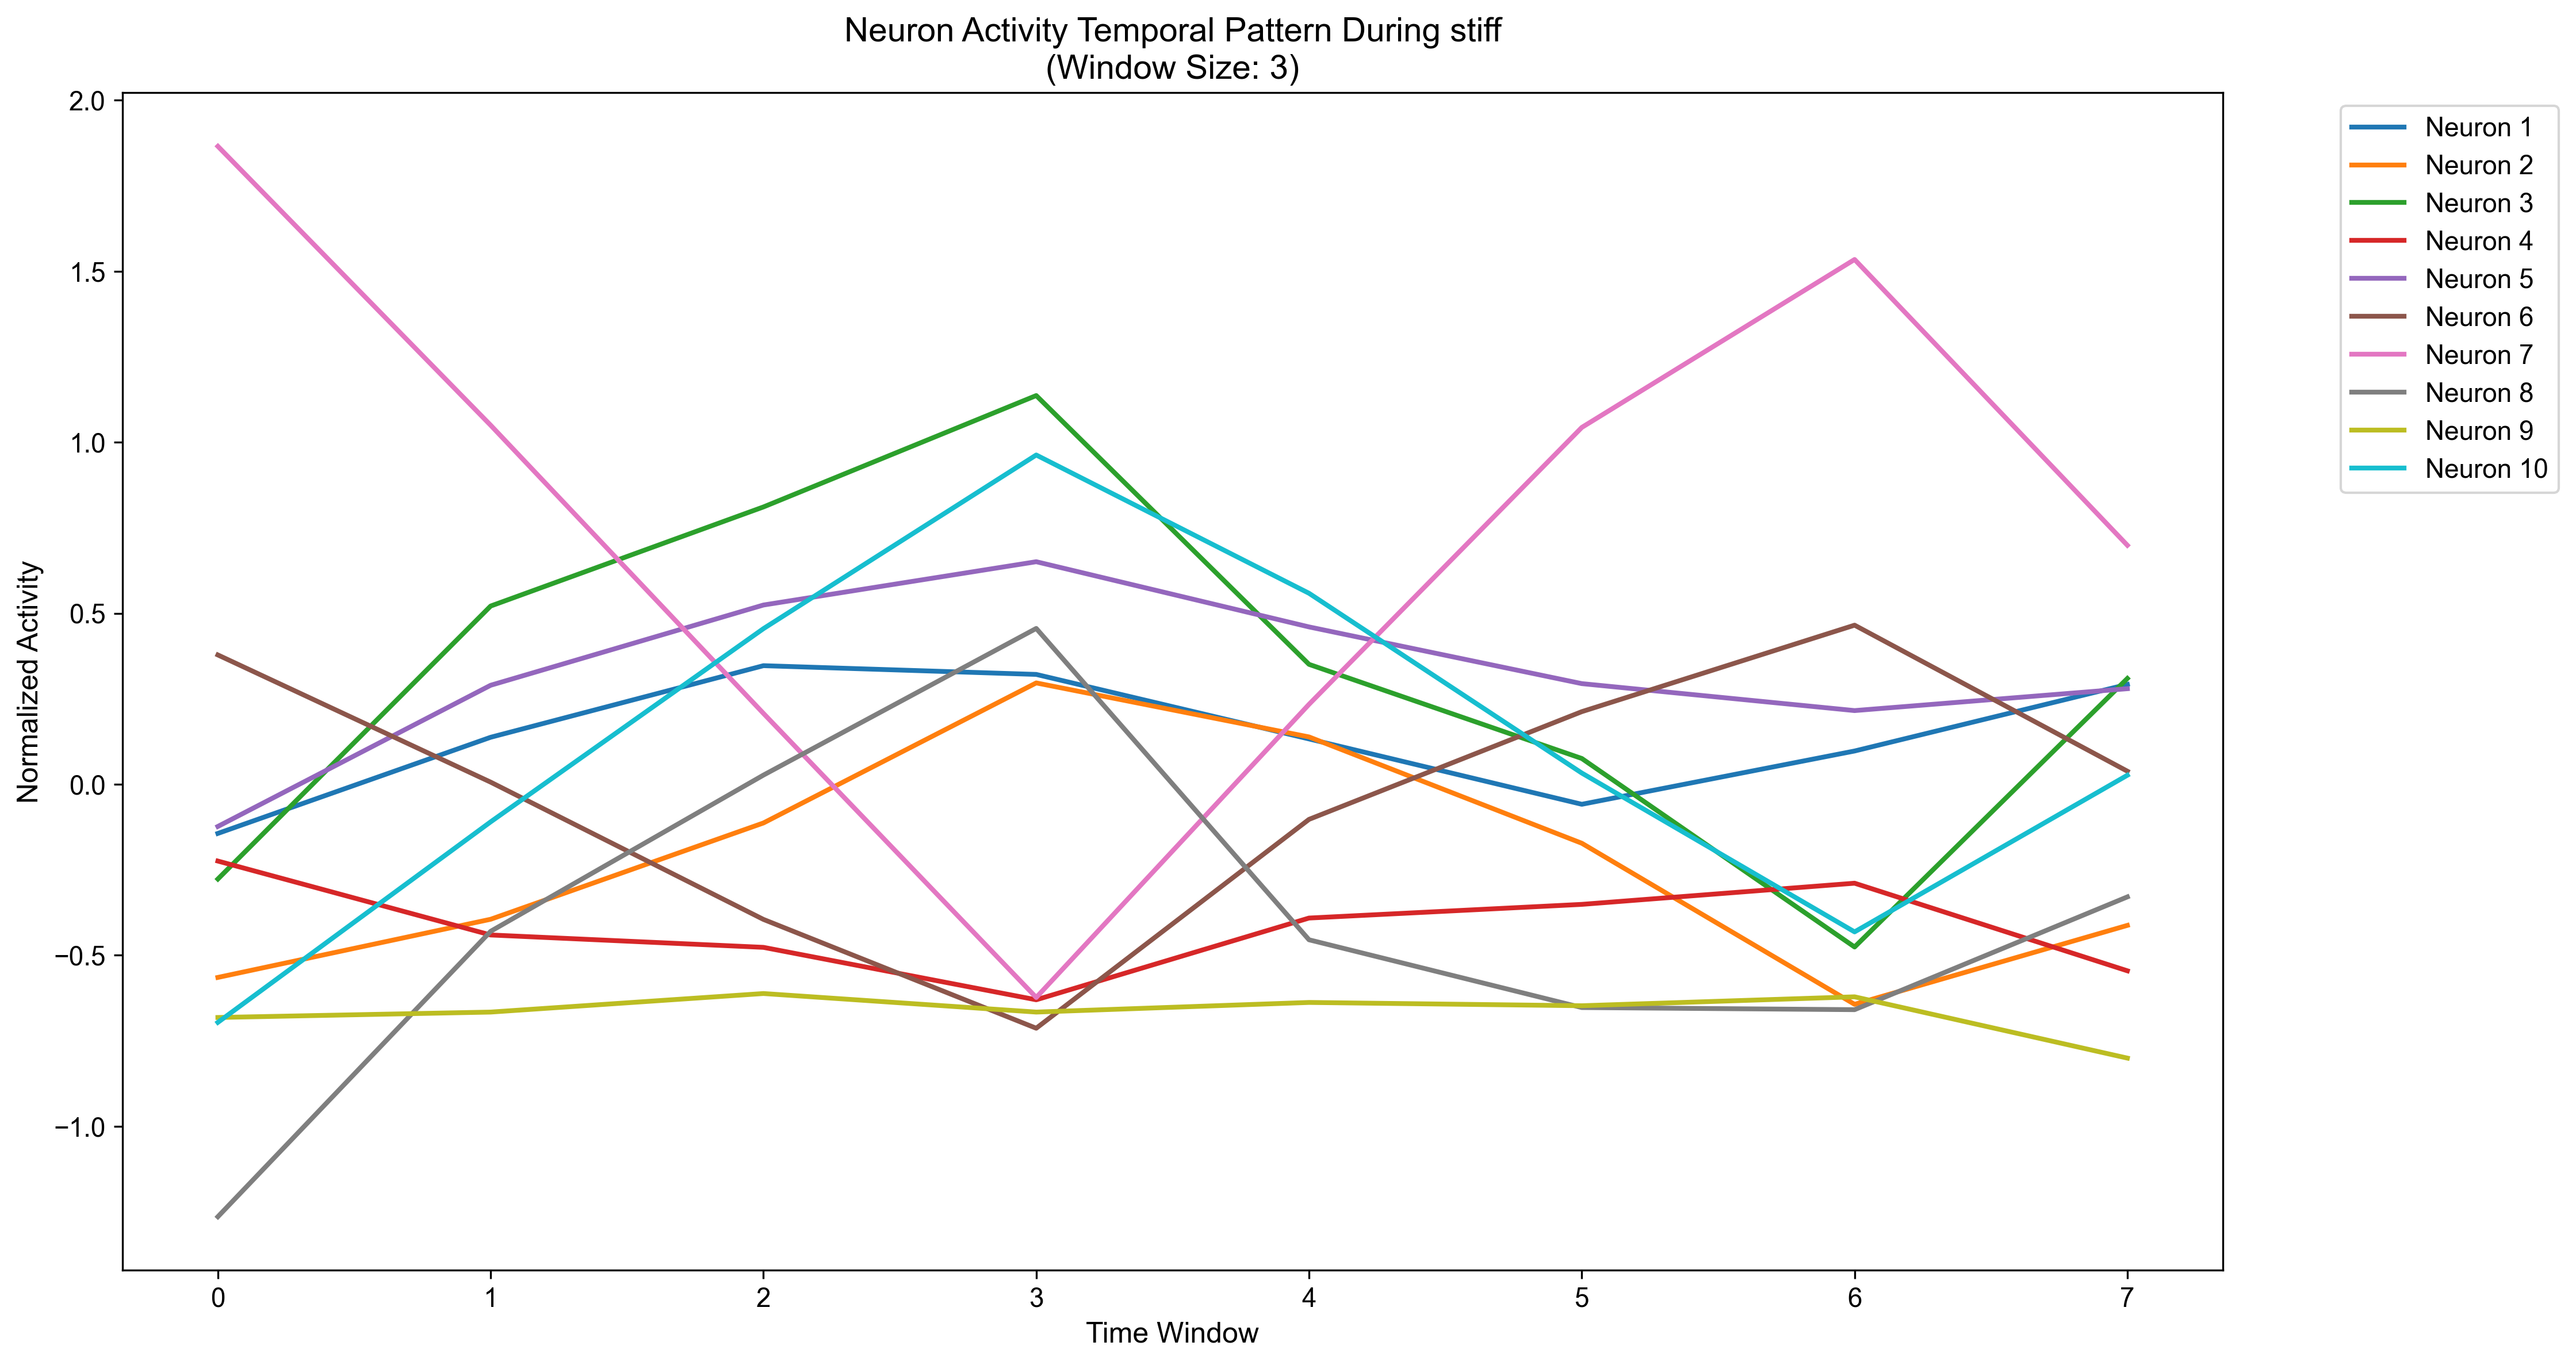 Neuron Activity Temporal Pattern During stiff
(Window Size: 3)
Normalized Activity
2.0
1.5
1.0
0.5
0.0
−0.5
−1.0
0 1 2 3 4 5 6 7
Time Window
Neuron 1
Neuron 2
Neuron 3
Neuron 4
Neuron 5
Neuron 6
Neuron 7
Neuron 8
Neuron 9
Neuron 10